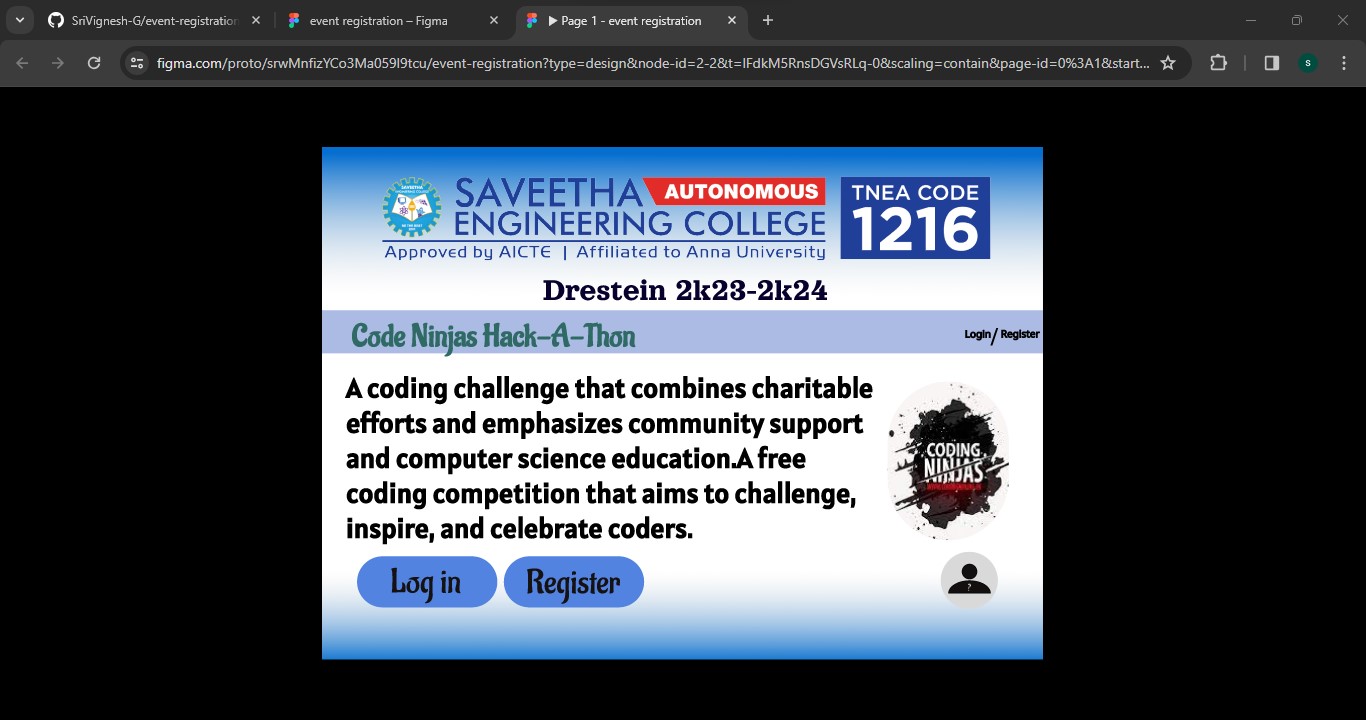 SriVignesh-G/event-registration
event registration – Figma
Page 1 - event registration
figma.com/proto/srwMnfizYCo3Ma059I9tcu/event-registration?type=design&node-id=2-2&t=IFdkM5RnsDGVsRLq-0&scaling=contain&page-id=0%3A1&start...
s
SAVEETHA AUTONOMOUS
ENGINEERING COLLEGE
Approved by AICTE | Affiliated to Anna University
TNEA CODE
1216
SAVEETHA
Drestein 2k23-2k24
Code Ninjas Hack-A-Thon
Login / Register
A coding challenge that combines charitable
efforts and emphasizes community support
and computer science education.A free
coding competition that aims to challenge,
inspire, and celebrate coders.
CODING
NINJAS
Log in
Register
?